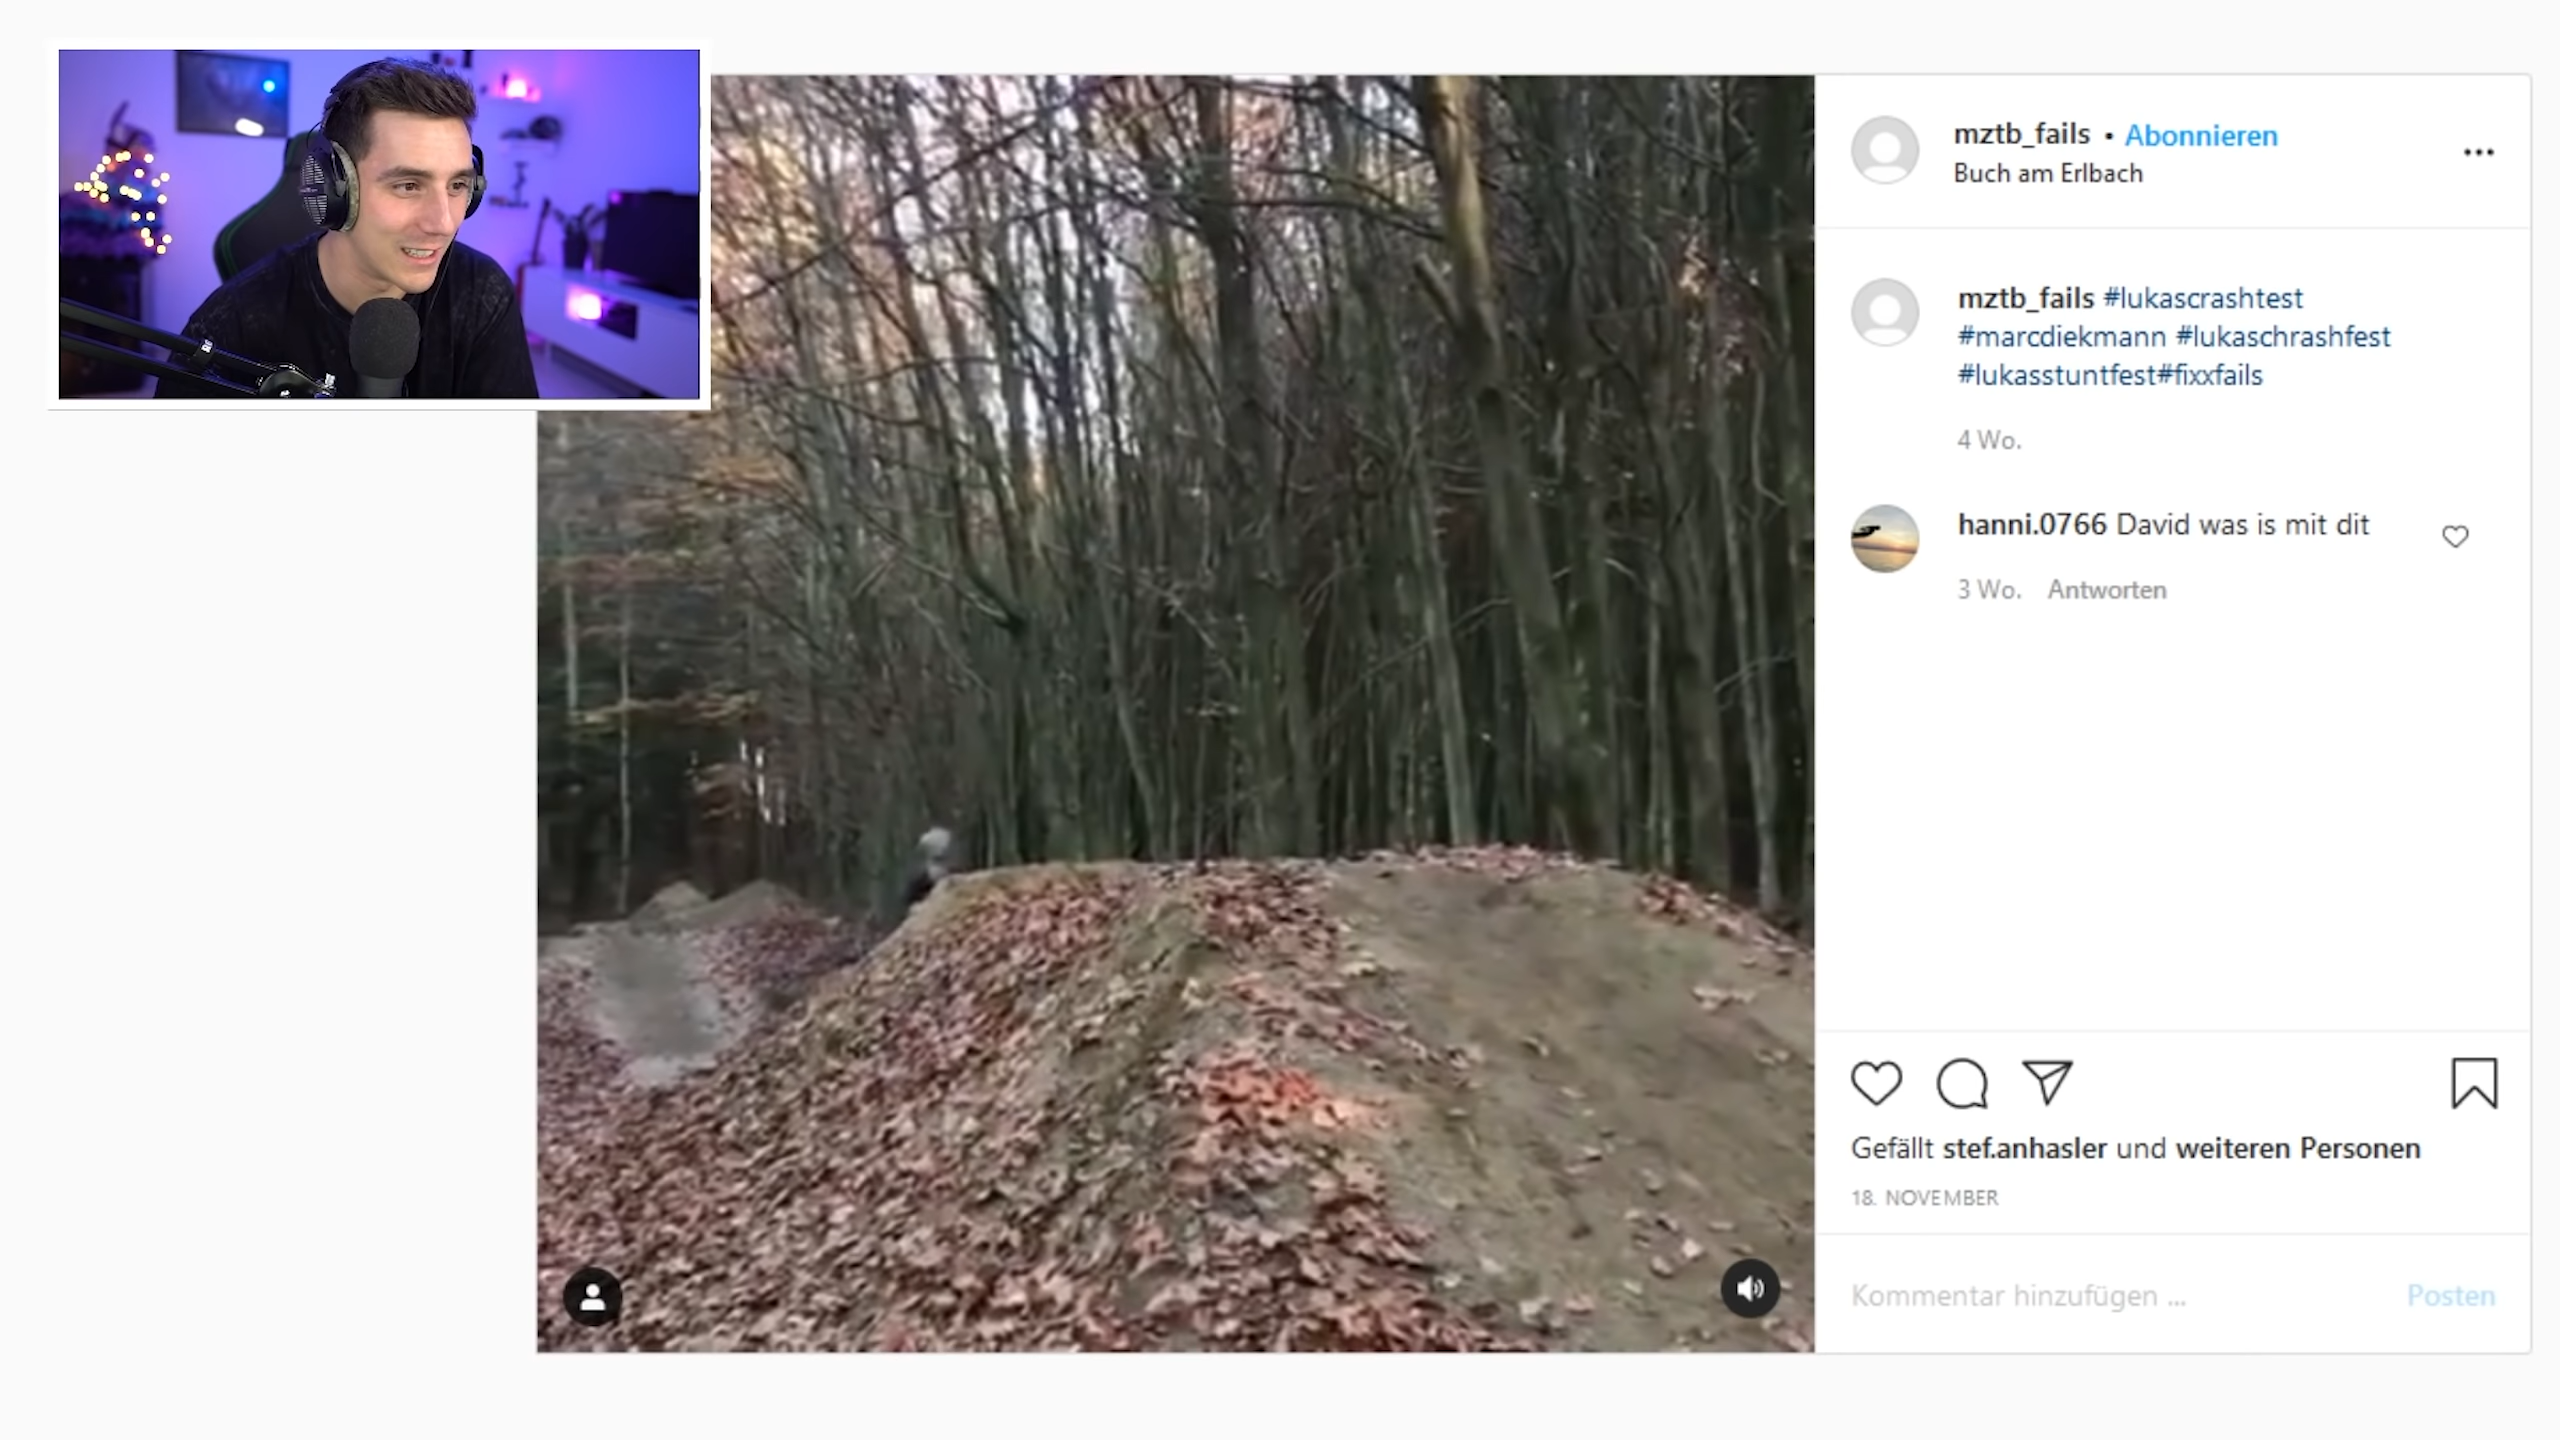 mztb_fails • Abonnieren
Buch am Erlbach
mztb_fails #lukascrashtest
#marcdiekmann #lukaschrashfest
#lukasstuntfest#fixxfails
4 Wo.
hanni.0766 David was is mit dit
3 Wo. Antworten
Gefällt stef.anhasler und weiteren Personen
18. NOVEMBER
Kommentar hinzufügen ... Posten